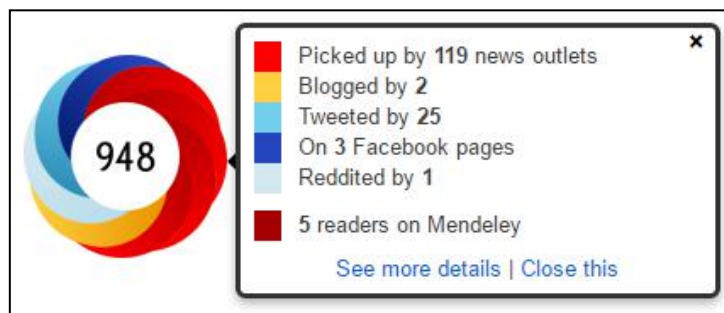 948
×
Picked up by 119 news outlets
Blogged by 2
Tweeted by 25
On 3 Facebook pages
Reddited by 1
5 readers on Mendeley
See more details | Close this